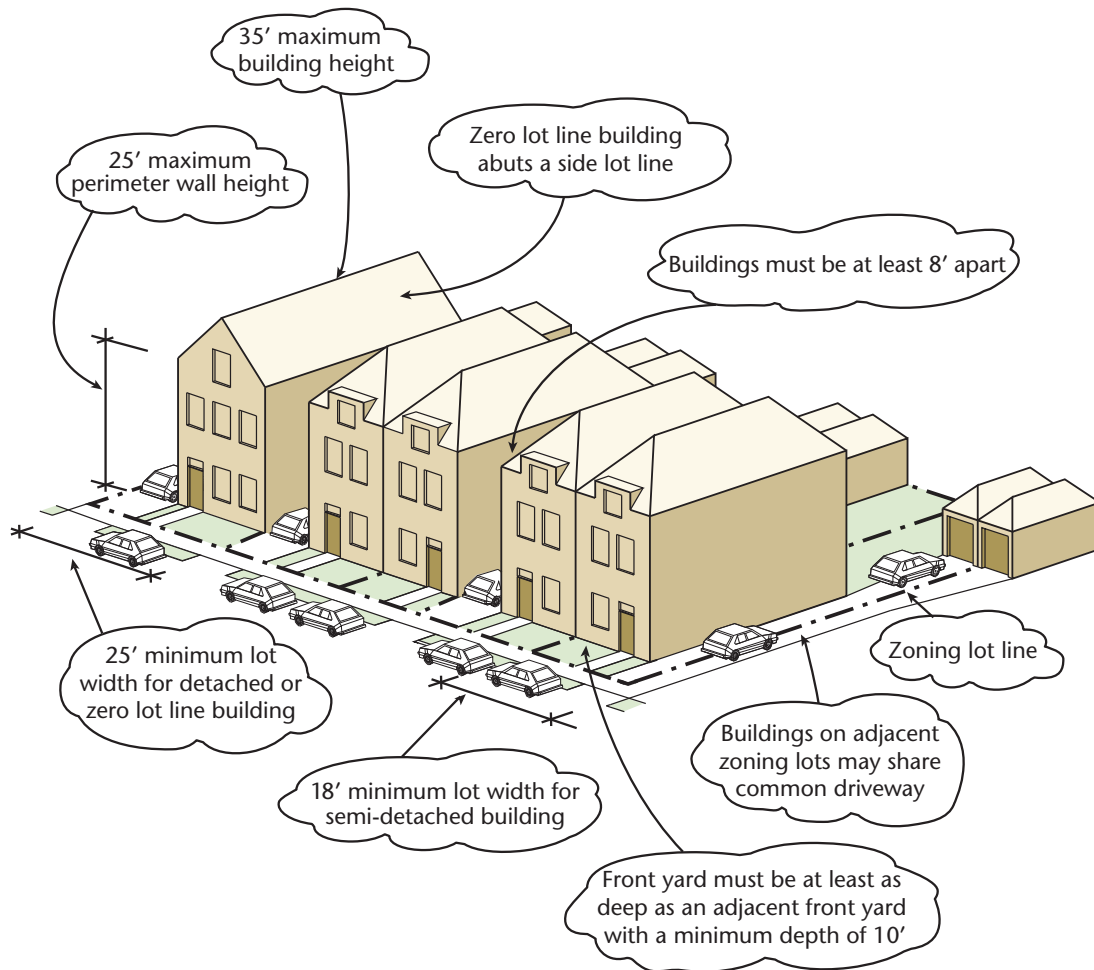 35′ maximum
building height
Zero lot line building
abuts a side lot line
25′ maximum
perimeter wall height
Buildings must be at least 8′ apart
Zoning lot line
25′ minimum lot
width for detached or
zero lot line building
Buildings on adjacent
zoning lots may share
common driveway
18′ minimum lot width for
semi-detached building
Front yard must be at least as
deep as an adjacent front yard
with a minimum depth of 10′